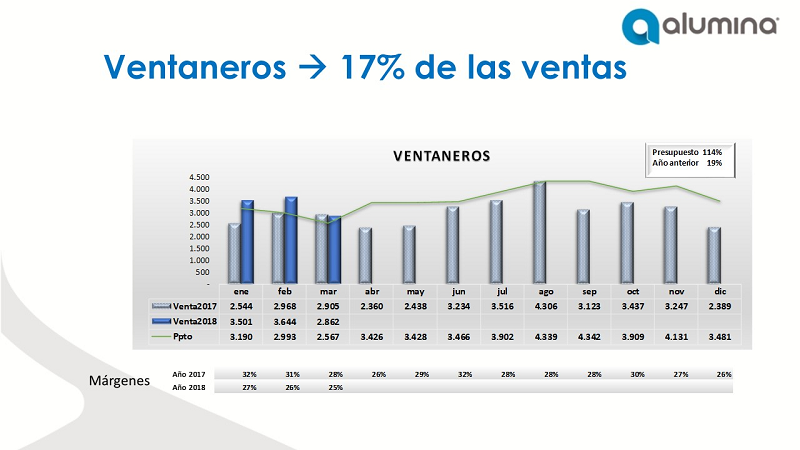 alumina
Ventaneros → 17% de las ventas
VENTANEROS
Presupuesto 114%
Año anterior 19%
4.500
4.000
3.500
3.000
2.500
2.000
1.500
1.000
500
-
ene feb mar abr may jun jul ago sep oct nov dic
Venta2017 2.544 2.968 2.905 2.360 2.438 3.234 3.516 4.306 3.123 3.437 3.247 2.389
Venta2018 3.501 3.644 2.862
Ppto 3.190 2.993 2.567 3.426 3.428 3.466 3.902 4.339 4.342 3.909 4.131 3.481
Márgenes
Año 2017 32% 31% 28% 26% 29% 32% 28% 28% 28% 30% 27% 26%
Año 2018 27% 26% 25%